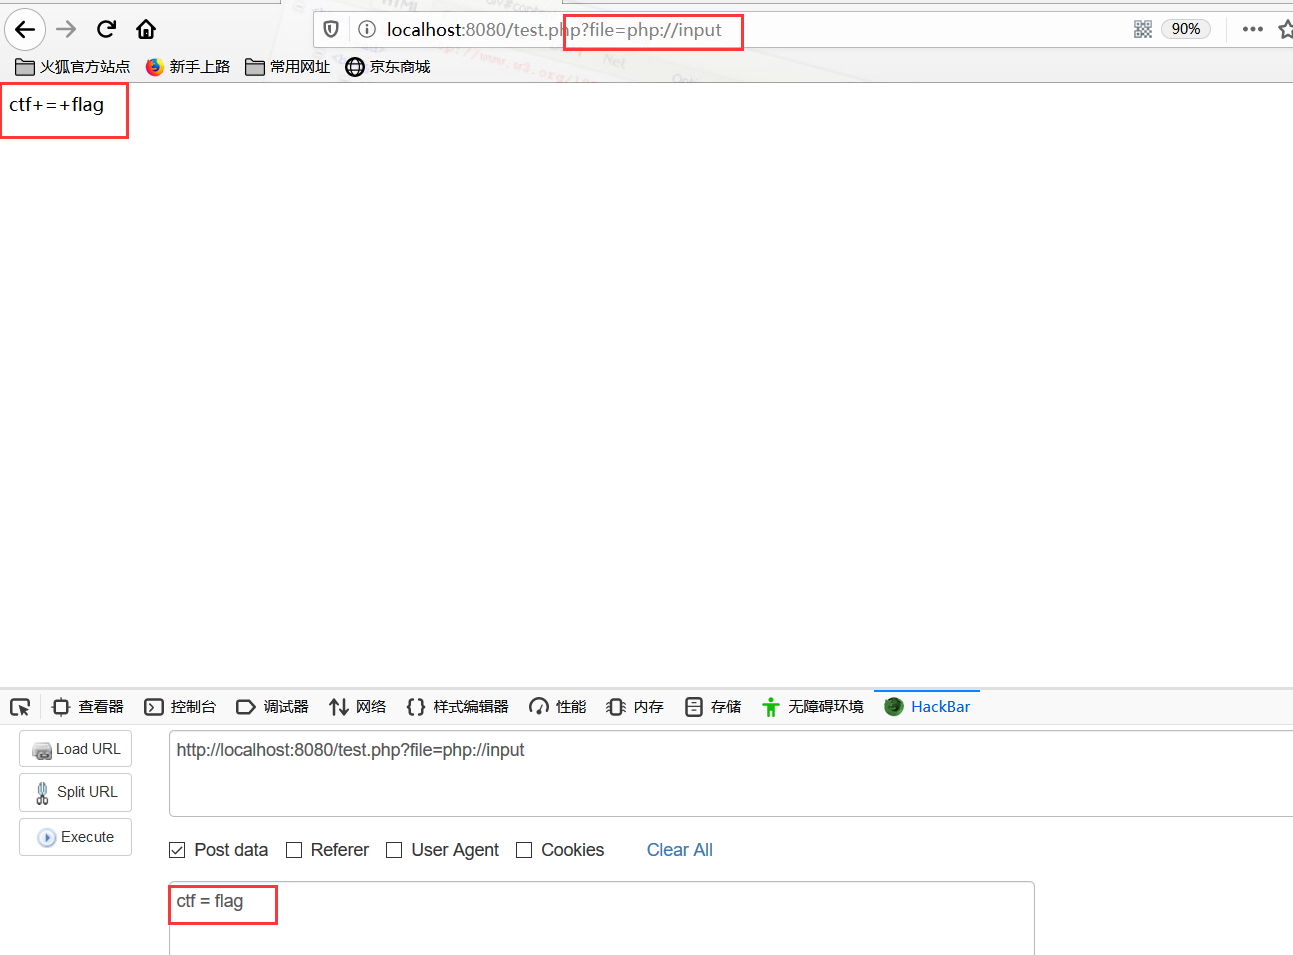 localhost:8080/test.php?file=php://input
90%
火狐官方站点 新手上路 常用网址 京东商城
ctf+=+flag
查看器 控制台 调试器 网络 样式编辑器 性能 内存 存储 无障碍环境 HackBar
Load URL
http://localhost:8080/test.php?file=php://input
Split URL
Execute
Post data Referer User Agent Cookies Clear All
ctf = flag